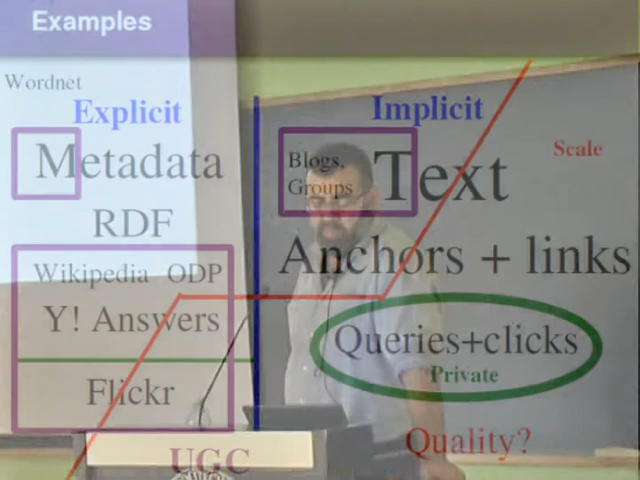 Examples
Wordnet
Explicit
Implicit
Metadata
Blogs,
Groups
Text
Scale
RDF
Anchors + links
Wikipedia ODP
Y! Answers
Queries+clicks
Private
Flickr
Quality?
UGC